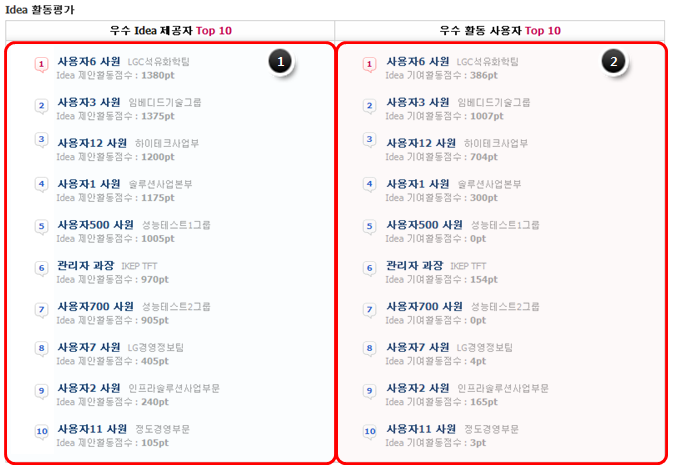 Idea 활동평가
우수 Idea 제공자 Top 10
1
1 사용자6 사원 LGC석유화학팀
Idea 제안활동점수 : 1380pt
2 사용자3 사원 임베디드기술그룹
Idea 제안활동점수 : 1375pt
3 사용자12 사원 하이테크사업부
Idea 제안활동점수 : 1200pt
4 사용자1 사원 솔루션사업본부
Idea 제안활동점수 : 1175pt
5 사용자500 사원 성능테스트1그룹
Idea 제안활동점수 : 1005pt
6 관리자 과장 IKEP TFT
Idea 제안활동점수 : 970pt
7 사용자700 사원 성능테스트2그룹
Idea 제안활동점수 : 905pt
8 사용자7 사원 LG경영정보팀
Idea 제안활동점수 : 405pt
9 사용자2 사원 인프라솔루션사업부문
Idea 제안활동점수 : 240pt
10 사용자11 사원 정도경영부문
Idea 제안활동점수 : 105pt
우수 활동 사용자 Top 10
2
1 사용자6 사원 LGC석유화학팀
Idea 기여활동점수 : 386pt
2 사용자3 사원 임베디드기술그룹
Idea 기여활동점수 : 1007pt
3 사용자12 사원 하이테크사업부
Idea 기여활동점수 : 704pt
4 사용자1 사원 솔루션사업본부
Idea 기여활동점수 : 300pt
5 사용자500 사원 성능테스트1그룹
Idea 기여활동점수 : 0pt
6 관리자 과장 IKEP TFT
Idea 기여활동점수 : 154pt
7 사용자700 사원 성능테스트2그룹
Idea 기여활동점수 : 0pt
8 사용자7 사원 LG경영정보팀
Idea 기여활동점수 : 4pt
9 사용자2 사원 인프라솔루션사업부문
Idea 기여활동점수 : 165pt
10 사용자11 사원 정도경영부문
Idea 기여활동점수 : 3pt